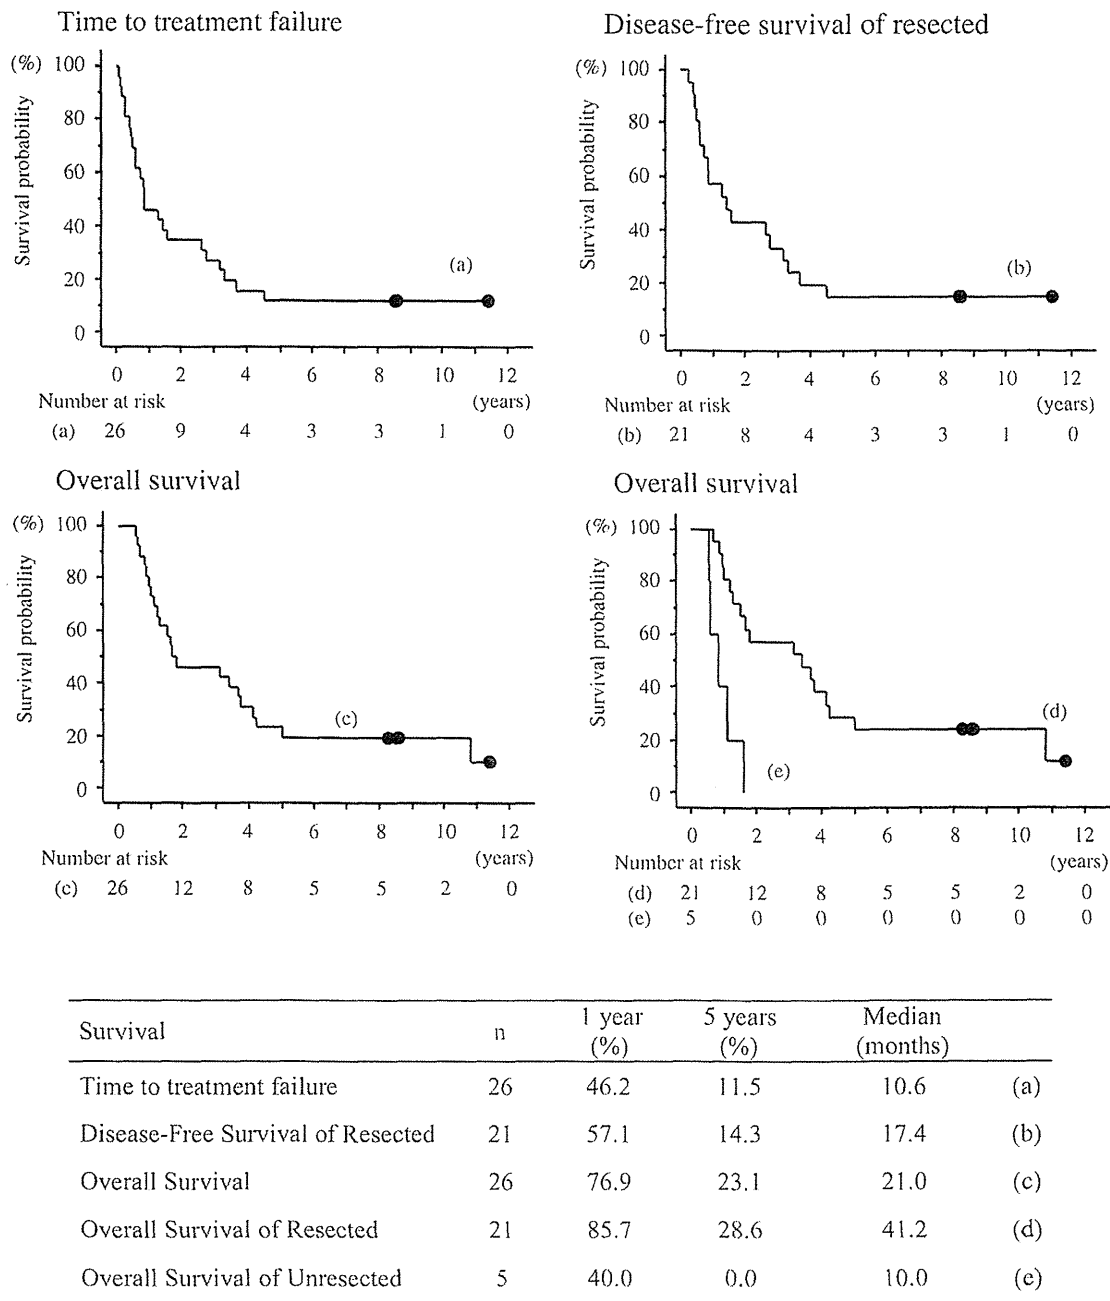 Time to treatment failure
(%) 100
80
60
40
20
0
Survival probability
(a)
0 2 4 6 8 10 12
Number at risk (years)
(a) 26 9 4 3 3 1 0
Disease-free survival of resected
(%) 100
80
60
40
20
0
Survival probability
(b)
0 2 4 6 8 10 12
Number at risk (years)
(b) 21 8 4 3 3 1 0
Overall survival
(%) 100
80
60
40
20
0
Survival probability
(c)
0 2 4 6 8 10 12
Number at risk (years)
(c) 26 12 8 5 5 2 0
Overall survival
(%) 100
80
60
40
20
0
Survival probability
(d)
(e)
0 2 4 6 8 10 12
Number at risk (years)
(d) 21 12 8 5 5 2 0
(e) 5 0 0 0 0 0 0
Survival n 1 year (%) 5 years (%) Median (months)
Time to treatment failure 26 46.2 11.5 10.6 (a)
Disease-Free Survival of Resected 21 57.1 14.3 17.4 (b)
Overall Survival 26 76.9 23.1 21.0 (c)
Overall Survival of Resected 21 85.7 28.6 41.2 (d)
Overall Survival of Unresected 5 40.0 0.0 10.0 (e)